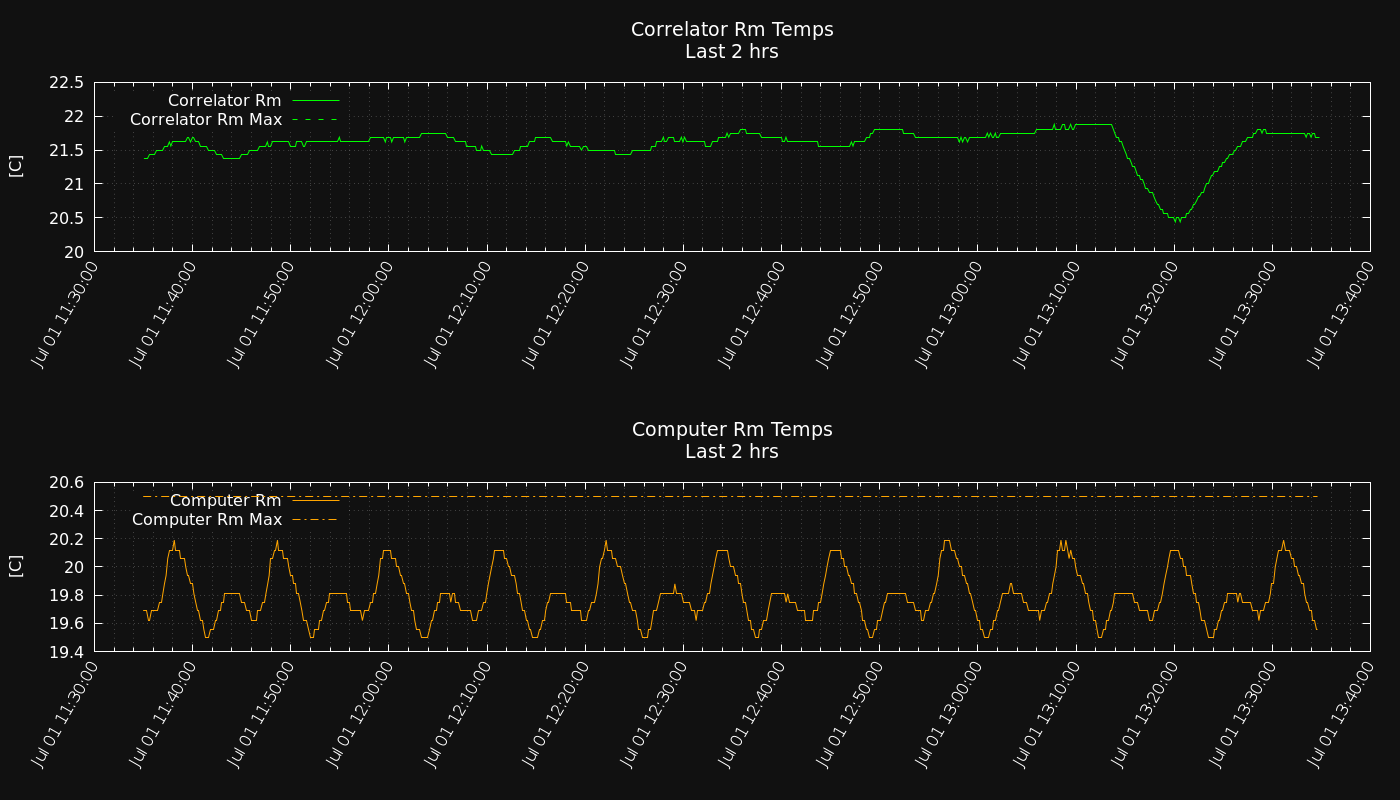 Correlator Rm Temps
Last 2 hrs
22.5
22
21.5
21
20.5
20
[C]
Correlator Rm
Correlator Rm Max
Jul 01 11:30:00
Jul 01 11:40:00
Jul 01 11:50:00
Jul 01 12:00:00
Jul 01 12:10:00
Jul 01 12:20:00
Jul 01 12:30:00
Jul 01 12:40:00
Jul 01 12:50:00
Jul 01 13:00:00
Jul 01 13:10:00
Jul 01 13:20:00
Jul 01 13:30:00
Jul 01 13:40:00
Computer Rm Temps
Last 2 hrs
20.6
20.4
20.2
20
19.8
19.6
19.4
[C]
Computer Rm
Computer Rm Max
Jul 01 11:30:00
Jul 01 11:40:00
Jul 01 11:50:00
Jul 01 12:00:00
Jul 01 12:10:00
Jul 01 12:20:00
Jul 01 12:30:00
Jul 01 12:40:00
Jul 01 12:50:00
Jul 01 13:00:00
Jul 01 13:10:00
Jul 01 13:20:00
Jul 01 13:30:00
Jul 01 13:40:00